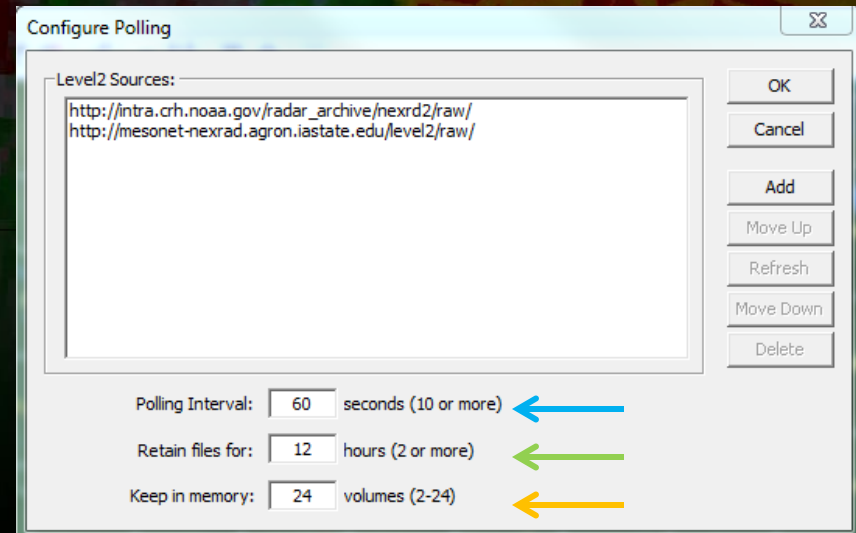 Configure Polling
Level2 Sources:
http://intra.crh.noaa.gov/radar_archive/nexrd2/raw/
http://mesonet-nexrad.agron.iastate.edu/level2/raw/
OK
Cancel
Add
Move Up
Refresh
Move Down
Delete
Polling Interval: 60 seconds (10 or more)
Retain files for: 12 hours (2 or more)
Keep in memory: 24 volumes (2-24)